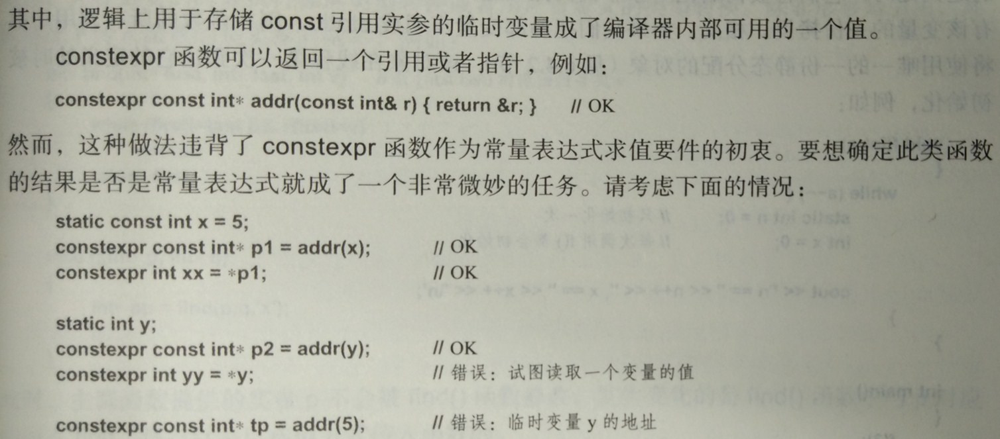 其中，逻辑上用于存储 const 引用实参的临时变量成了编译器内部可用的一个值。
constexpr 函数可以返回一个引用或者指针，例如：
constexpr const int* addr(const int& r) { return &r; } // OK
然而，这种做法违背了 constexpr 函数作为常量表达式求值要件的初衷。要想确定此类函数
的结果是否是常量表达式就成了一个非常微妙的任务。请考虑下面的情况：
static const int x = 5;
constexpr const int* p1 = addr(x); // OK
constexpr int xx = *p1; // OK
static int y;
constexpr const int* p2 = addr(y); // OK
constexpr int yy = *y; // 错误：试图读取一个变量的值
constexpr const int* tp = addr(5); // 错误：临时变量 y 的地址